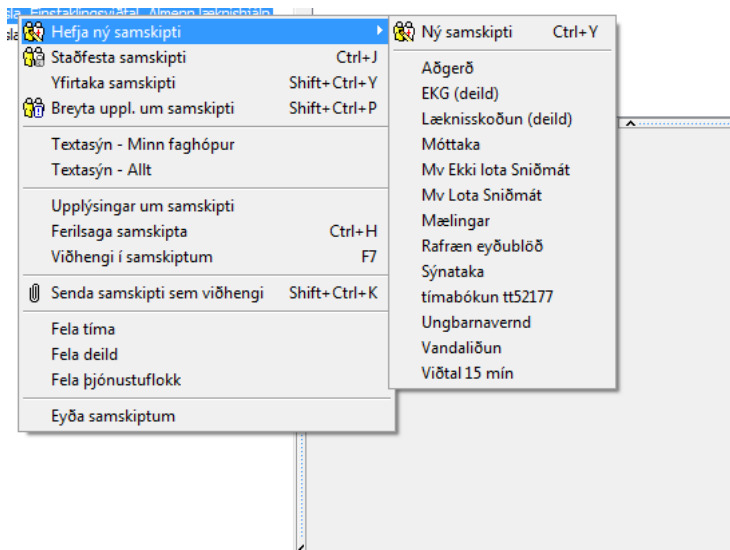 Einstaklingsviðtal, Almenn læknishjálp
Hefja ný samskipti
Staðfesta samskipti Ctrl+J
Yfirtaka samskipti Shift+Ctrl+Y
Breyta uppl. um samskipti Shift+Ctrl+P
Textasýn - Minn faghópur
Textasýn - Allt
Upplýsingar um samskipti
Ferilsaga samskipta Ctrl+H
Viðhengi í samskiptum F7
Senda samskipti sem viðhengi Shift+Ctrl+K
Fela tíma
Fela deild
Fela þjónustuflokk
Eyða samskiptum
Ný samskipti Ctrl+Y
Aðgerð
EKG (deild)
Læknisskoðun (deild)
Móttaka
Mv Ekki lota Sniðmát
Mv Lota Sniðmát
Mælingar
Rafræn eyðublöð
Sýnataka
tímabókun tt52177
Ungbarnavernd
Vandaliðun
Viðtal 15 mín